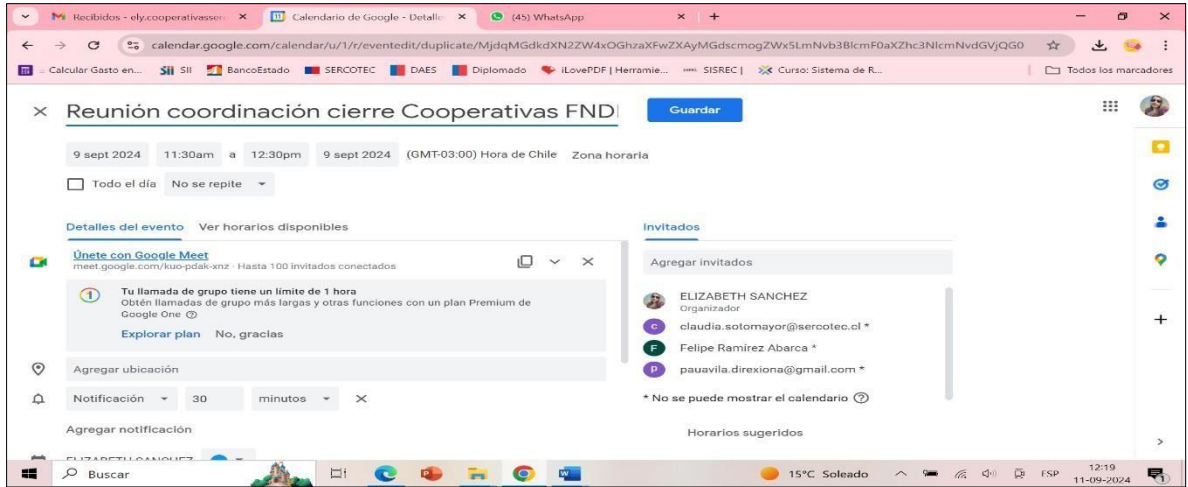 Recibidos - ely.cooperativasserc
Calendario de Google - Detalle
(45) WhatsApp
calendar.google.com/calendar/u/1/r/eventedit/duplicate/
Calcular Gasto en...
SII
BancoEstado
SERCOTEC
DAES
Diplomado
iLovePDF | Herramie...
SISREC |
Curso: Sistema de R...
Todos los marcadores
Reunión coordinación cierre Cooperativas FND
Guardar
9 sept 2024 11:30am a 12:30pm 9 sept 2024 (GMT-03:00) Hora de Chile Zona horaria
Todo el día No se repite
Detalles del evento Ver horarios disponibles
Únete con Google Meet
meet.google.com/kuo-pdak-xnz · Hasta 100 invitados conectados
Tu llamada de grupo tiene un límite de 1 hora
Obtén llamadas de grupo más largas y otras funciones con un plan Premium de
Google One
Explorar plan No, gracias
Agregar ubicación
Notificación 30 minutos
Agregar notificación
ELIZABETH SANCHEZ
Invitados
Agregar invitados
ELIZABETH SANCHEZ
Organizador
C claudia.sotomayor@sercotec.cl *
F Felipe Ramírez Abarca *
P pauavila.direxiona@gmail.com *
* No se puede mostrar el calendario
Horarios sugeridos
Buscar
15°C Soleado
ESP
12:19
11-09-2024